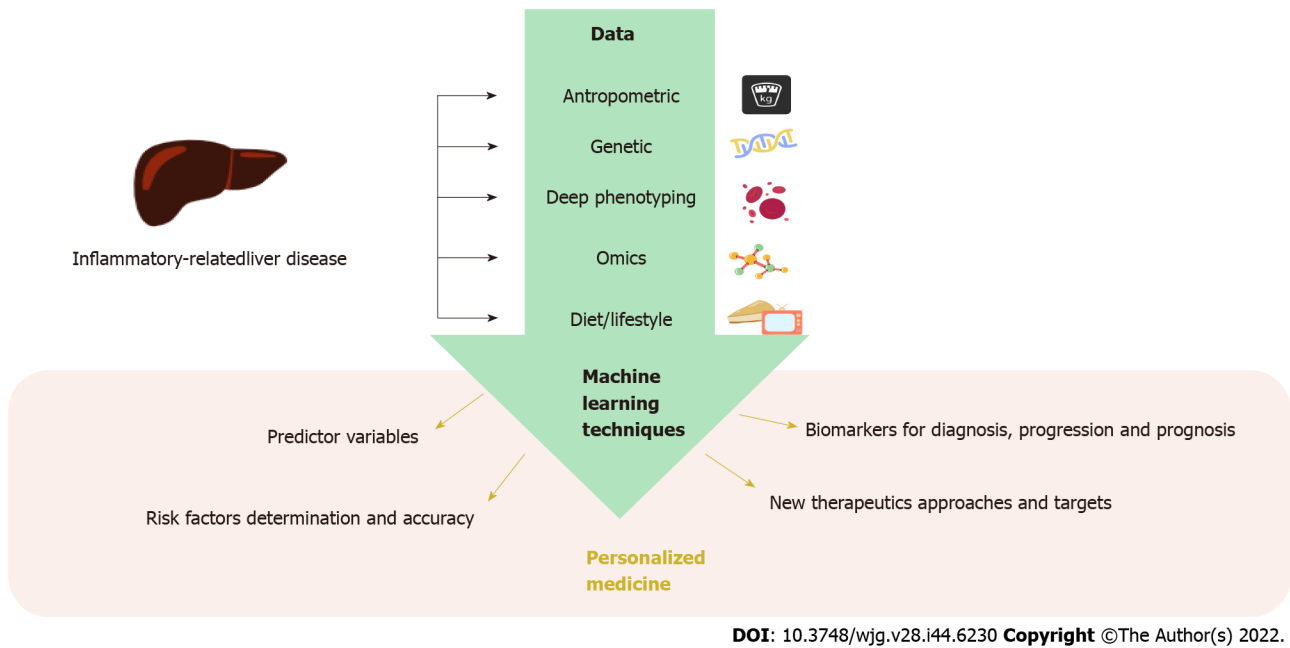 Data
Antropometric
kg
Genetic
Deep phenotyping
Inflammatory-relatedliver disease
Omics
Diet/lifestyle
Machine
learning
techniques
Predictor variables
Biomarkers for diagnosis, progression and prognosis
Risk factors determination and accuracy
New therapeutics approaches and targets
Personalized
medicine
DOI: 10.3748/wjg.v28.i44.6230 Copyright ©The Author(s) 2022.